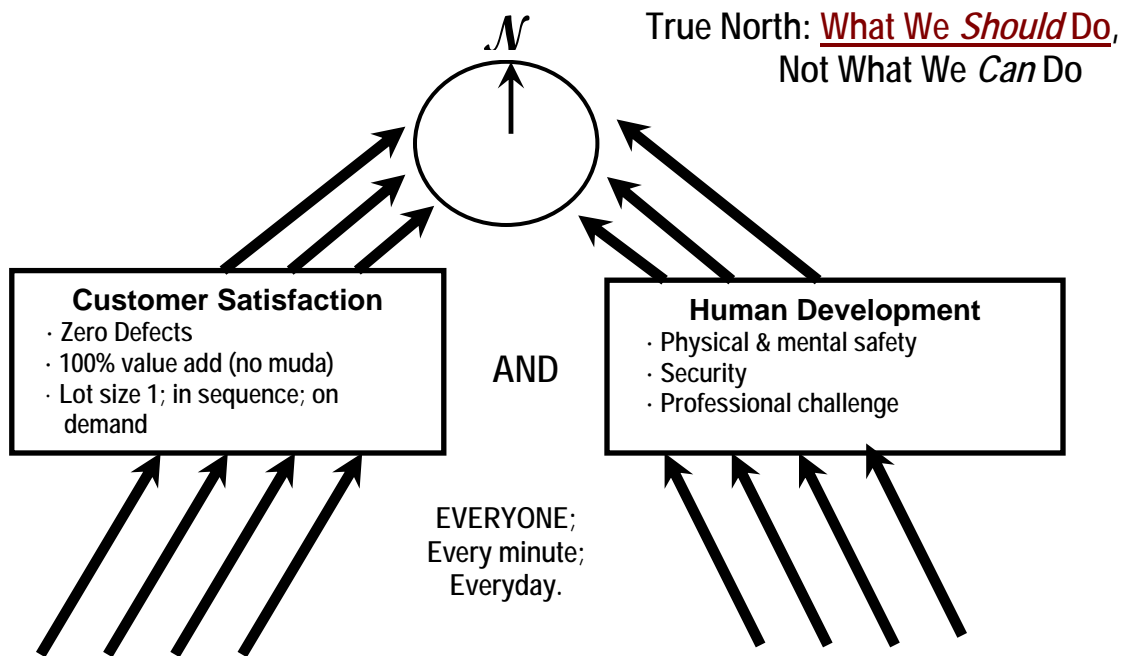 N
True North: What We Should Do,
Not What We Can Do
Customer Satisfaction
· Zero Defects
· 100% value add (no muda)
· Lot size 1; in sequence; on
demand
AND
Human Development
· Physical & mental safety
· Security
· Professional challenge
EVERYONE;
Every minute;
Everyday.